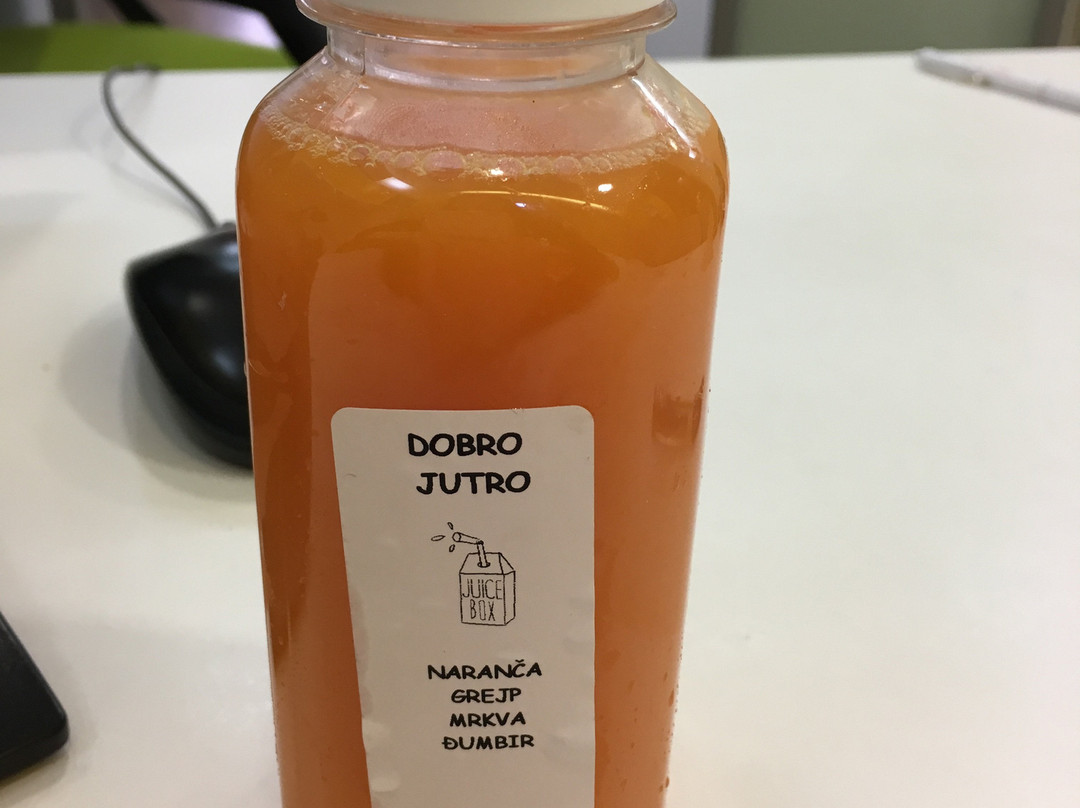 DOBRO
JUTRO
JUICE
BOX
NARANČA
GREJP
MRKVA
ĐUMBIR